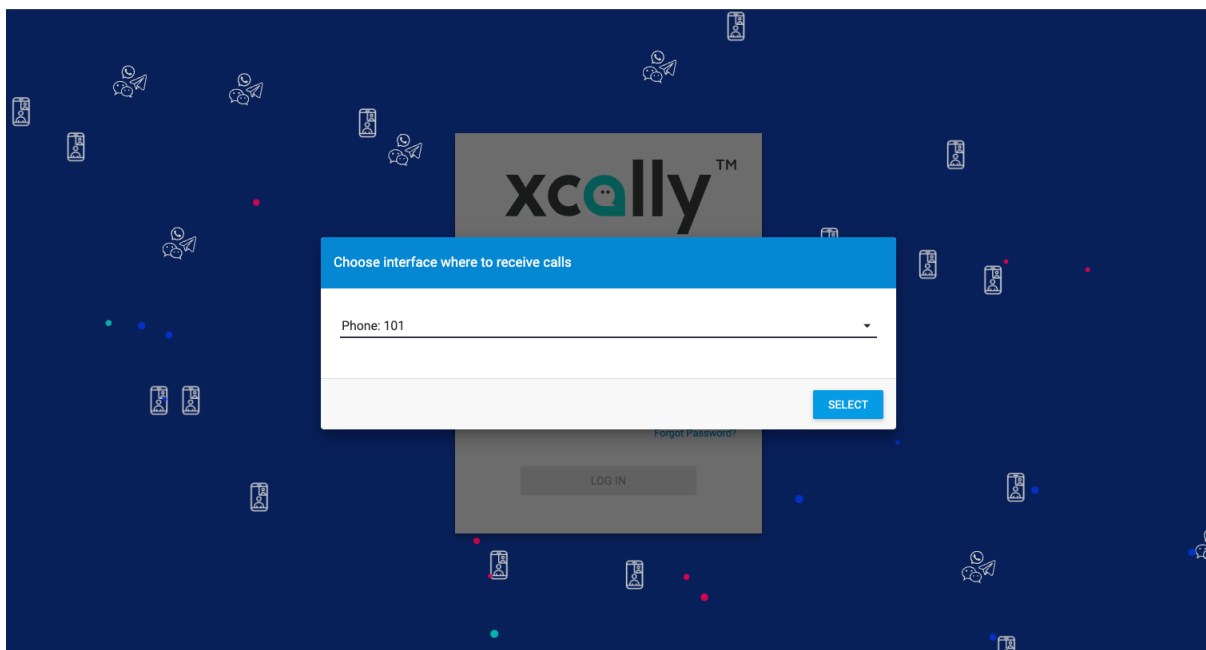 xcally™
Choose interface where to receive calls
Phone: 101
SELECT
Forgot Password?
LOG IN